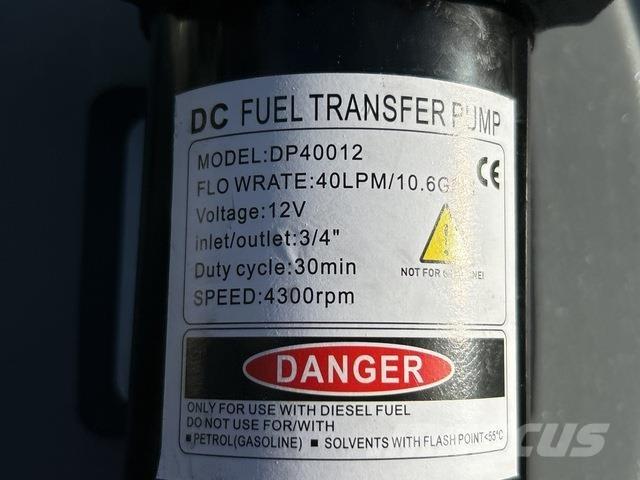 DC FUEL TRANSFER PUMP
MODEL:DP40012
FLO WRATE:40LPM/10.6G
CE
Voltage:12V
inlet/outlet:3/4"
Duty cycle:30min
NOT FOR
SPEED:4300rpm
DANGER
ONLY FOR USE WITH DIESEL FUEL
DO NOT USE FOR/WITH
■ PETROL(GASOLINE) ■ SOLVENTS WITH FLASH POINT<55°C